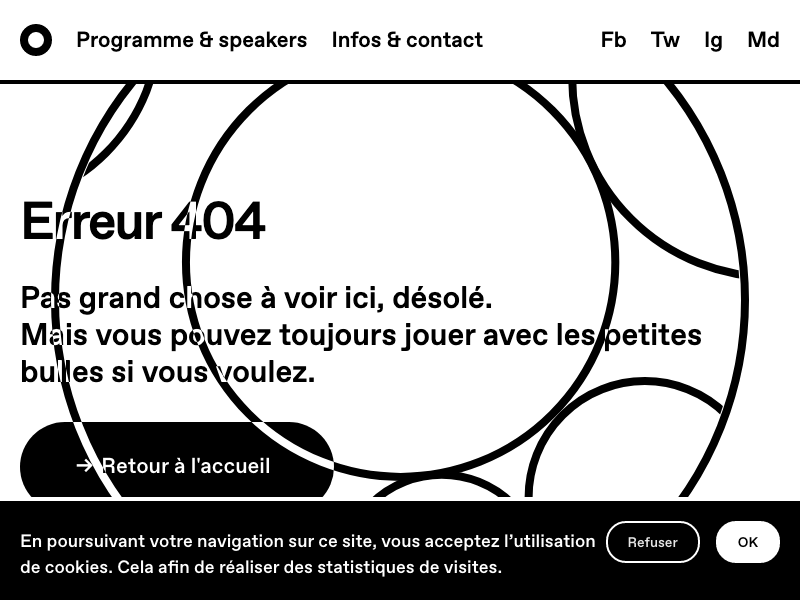 Programme & speakers Infos & contact Fb Tw Ig Md
Erreur 404
Pas grand chose à voir ici, désolé.
Mais vous pouvez toujours jouer avec les petites
bulles si vous voulez.
→ Retour à l'accueil
En poursuivant votre navigation sur ce site, vous acceptez l’utilisation
de cookies. Cela afin de réaliser des statistiques de visites.
Refuser OK